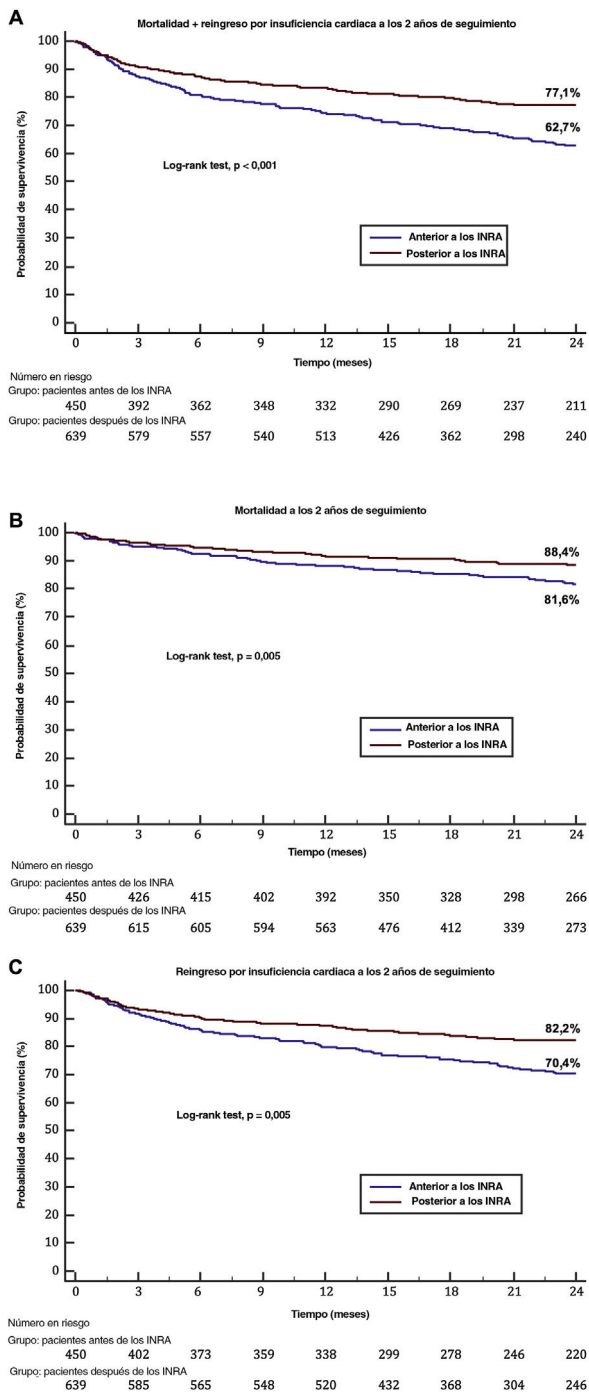 A
Mortalidad + reingreso por insuficiencia cardiaca a los 2 años de seguimiento
Probabilidad de supervivencia (%)
100
90
80
70
60
50
40
30
20
10
0
77,1%
62,7%
Log-rank test, p < 0,001
Anterior a los INRA
Posterior a los INRA
0 3 6 9 12 15 18 21 24
Tiempo (meses)
Número en riesgo
Grupo: pacientes antes de los INRA
450 392 362 348 332 290 269 237 211
Grupo: pacientes después de los INRA
639 579 557 540 513 426 362 298 240
B
Mortalidad a los 2 años de seguimiento
Probabilidad de supervivencia (%)
100
90
80
70
60
50
40
30
20
10
0
88,4%
81,6%
Log-rank test, p = 0,005
Anterior a los INRA
Posterior a los INRA
0 3 6 9 12 15 18 21 24
Tiempo (meses)
Número en riesgo
Grupo: pacientes antes de los INRA
450 426 415 402 392 350 328 298 266
Grupo: pacientes después de los INRA
639 615 605 594 563 476 412 339 273
C
Reingreso por insuficiencia cardiaca a los 2 años de seguimiento
Probabilidad de supervivencia (%)
100
90
80
70
60
50
40
30
20
10
0
82,2%
70,4%
Log-rank test, p = 0,005
Anterior a los INRA
Posterior a los INRA
0 3 6 9 12 15 18 21 24
Tiempo (meses)
Número en riesgo
Grupo: pacientes antes de los INRA
450 402 373 359 338 299 278 246 220
Grupo: pacientes después de los INRA
639 585 565 548 520 432 368 304 246